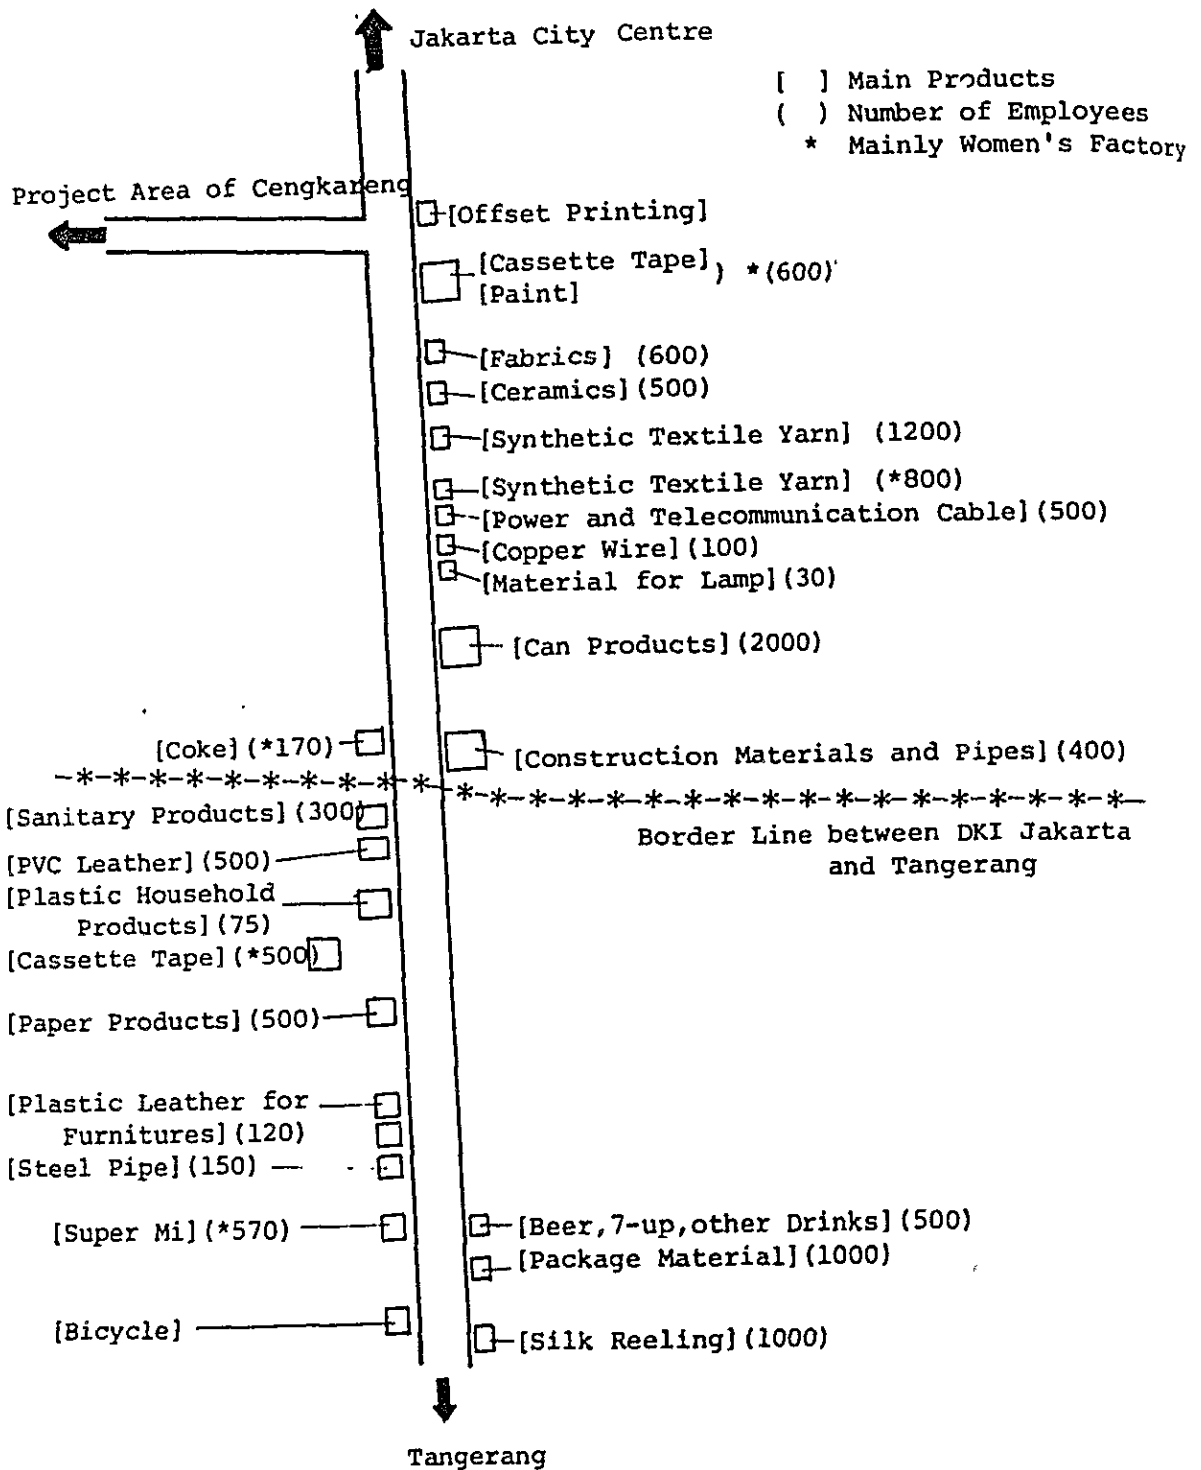 Jakarta City Centre
[ ] Main Products
( ) Number of Employees
* Mainly Women's Factory
Project Area of Cengkareng
[Offset Printing]
[Cassette Tape]
[Paint]
) *(600)
[Fabrics] (600)
[Ceramics] (500)
[Synthetic Textile Yarn] (1200)
[Synthetic Textile Yarn] (*800)
[Power and Telecommunication Cable] (500)
[Copper Wire] (100)
[Material for Lamp] (30)
[Can Products] (2000)
[Coke] (*170)
[Construction Materials and Pipes] (400)
-*-*-*-*-*-*-*-*-*-*-*-*-*-*-*-*-*-*-*-*-*-*-*-*-*-*-*-*-
Border Line between DKI Jakarta
and Tangerang
[Sanitary Products] (300)
[PVC Leather] (500)
[Plastic Household
Products] (75)
[Cassette Tape] (*500)
[Paper Products] (500)
[Plastic Leather for
Furnitures] (120)
[Steel Pipe] (150)
[Super Mi] (*570)
[Beer,7-up,other Drinks] (500)
[Package Material] (1000)
[Bicycle]
[Silk Reeling] (1000)
Tangerang